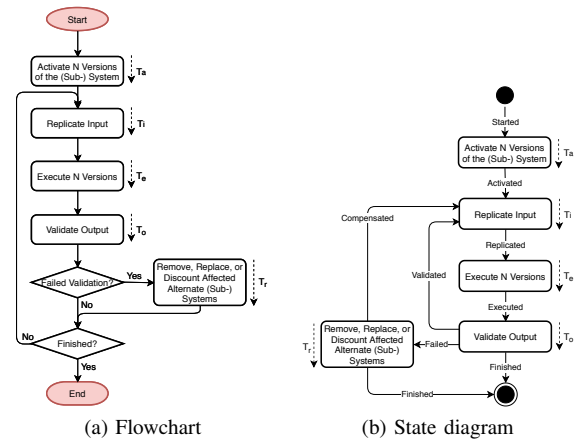 Start
Activate N Versions
of the (Sub-) System
Ta
Replicate Input
Ti
Execute N Versions
Te
Validate Output
To
Failed Validation?
Yes
Remove, Replace, or
Discount Affected
Alternate (Sub-)
Systems
Tr
No
Finished?
No
Yes
End
(a) Flowchart
Started
Activate N Versions
of the (Sub-) System
Ta
Activated
Compensated
Replicate Input
Ti
Replicated
Validated
Execute N Versions
Te
Executed
Remove, Replace, or
Discount Affected
Alternate (Sub-)
Systems
Tr
Failed
Validate Output
To
Finished
Finished
(b) State diagram